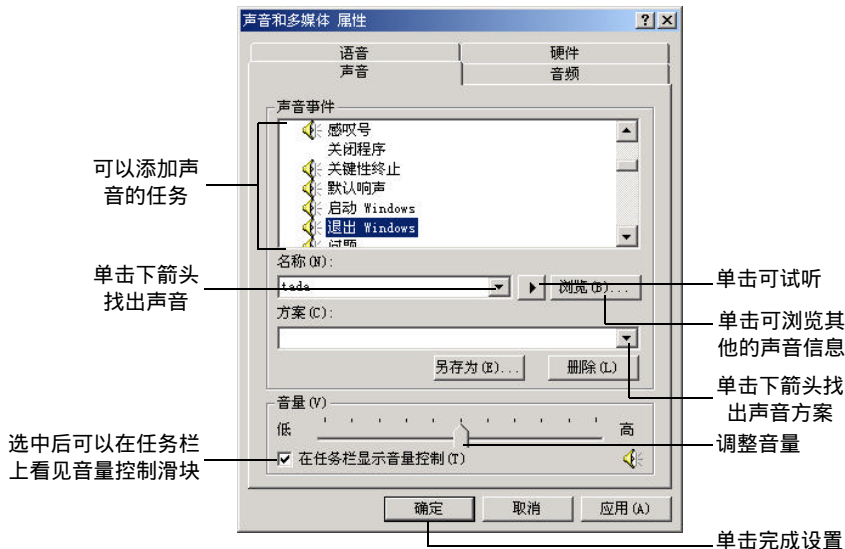 声音和多媒体 属性
语音
硬件
声音
音频
声音事件
感叹号
关闭程序
关键性终止
默认响声
启动 Windows
退出 Windows
问题
名称(N):
tada
浏览(B)...
方案(C):
另存为(E)...
删除(L)
音量(V)
低
高
在任务栏显示音量控制(T)
确定
取消
应用(A)
可以添加声
音的任务
单击下箭头
找出声音
选中后可以在任务栏
上看见音量控制滑块
单击可试听
单击可浏览其
他的声音信息
单击下箭头找
出声音方案
调整音量
单击完成设置